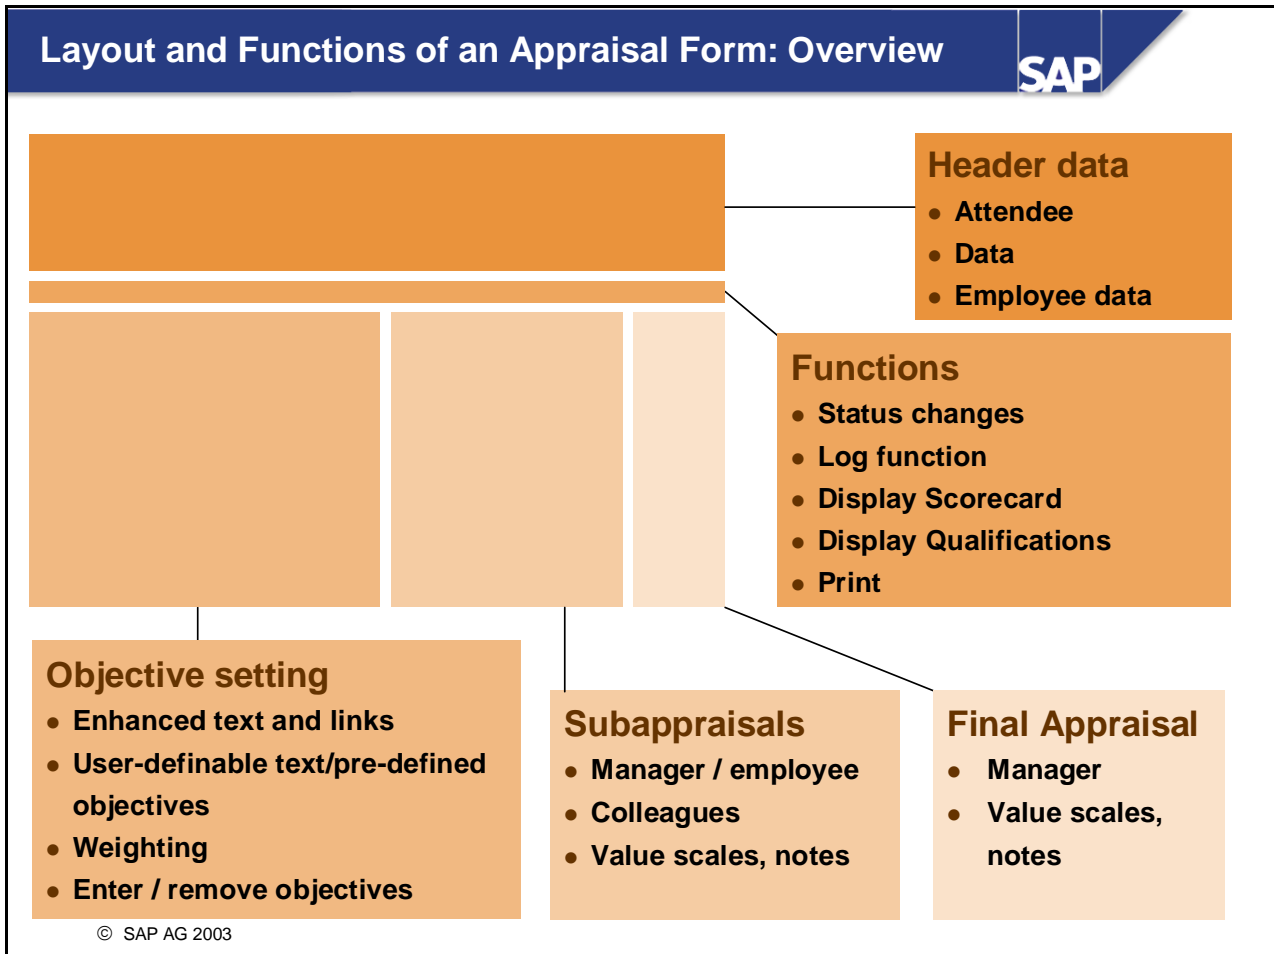 Layout and Functions of an Appraisal Form: Overview
SAP
Header data
● Attendee
● Data
● Employee data
Functions
● Status changes
● Log function
● Display Scorecard
● Display Qualifications
● Print
Objective setting
● Enhanced text and links
● User-definable text/pre-defined
objectives
● Weighting
● Enter / remove objectives
Subappraisals
● Manager / employee
● Colleagues
● Value scales, notes
Final Appraisal
● Manager
● Value scales,
notes
© SAP AG 2003